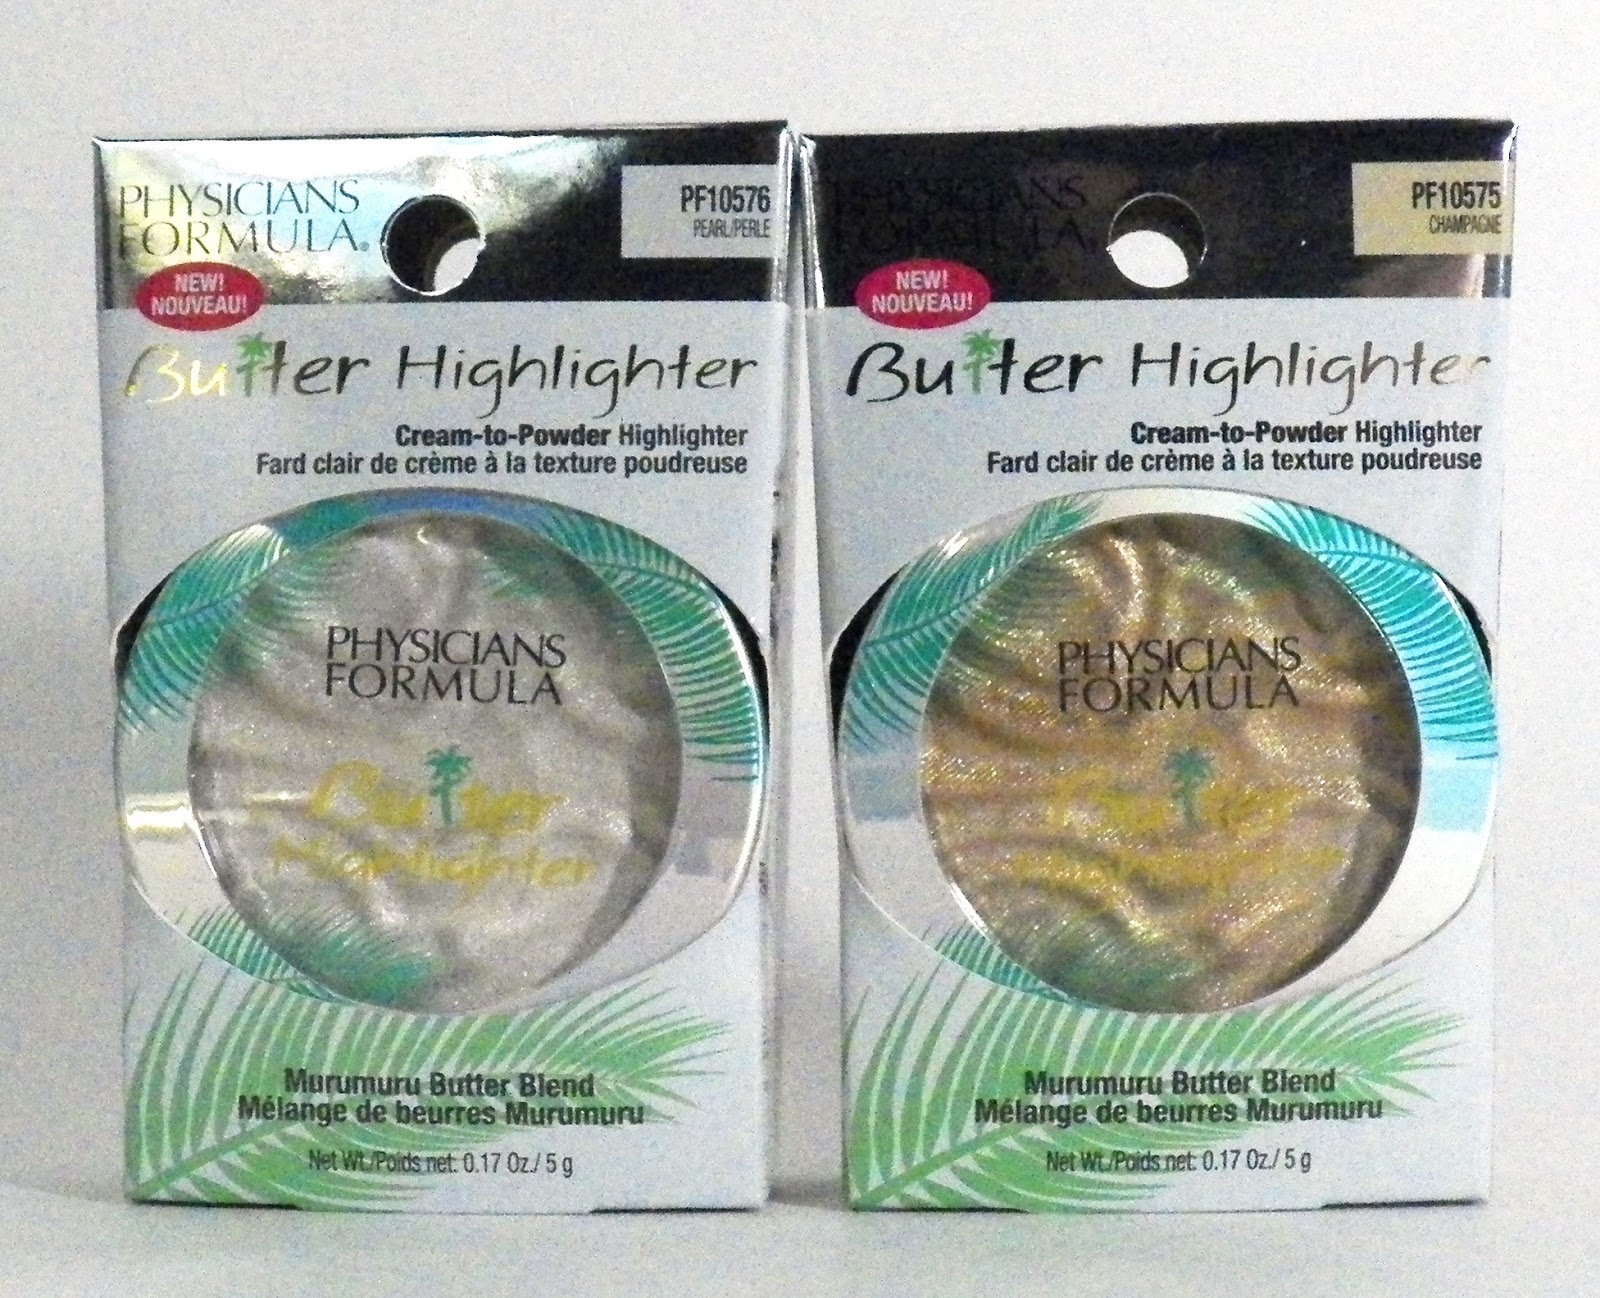 PHYSICIANS
FORMULA®
PF10576
PEARL/PERLE
NEW!
NOUVEAU!
Butter Highlighter
Cream-to-Powder Highlighter
Fard clair de crème à la texture poudreuse
PHYSICIANS
FORMULA
Butter
Highlighter
Murumuru Butter Blend
Mélange de beurres Murumuru
Net Wt./Poids net: 0.17 Oz./ 5 g
PHYSICIANS
FORMULA
PF10575
CHAMPAGNE
NEW!
NOUVEAU!
Butter Highlighter
Cream-to-Powder Highlighter
Fard clair de crème à la texture poudreuse
PHYSICIANS
FORMULA
Butter
Highlighter
Murumuru Butter Blend
Mélange de beurres Murumuru
Net Wt./Poids net: 0.17 Oz./ 5 g